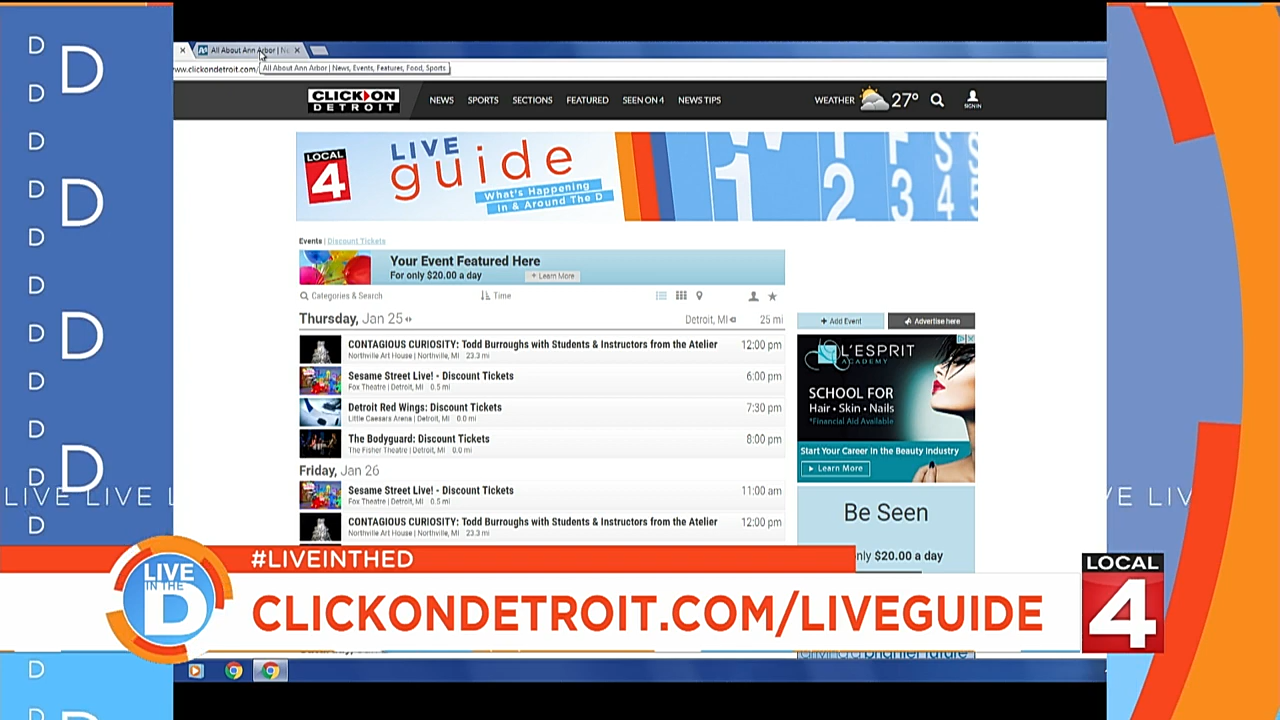 All About Ann Arbor | Ne
www.clickondetroit.com/
All About Ann Arbor | News, Events, Features, Food, Sports
CLICK ON DETROIT
NEWS SPORTS SECTIONS FEATURED SEEN ON 4 NEWS TIPS
WEATHER 27°
SIGN IN
LOCAL 4
LIVE guide
What's Happening
In & Around The D
1 2 3 4 5
Events | Discount Tickets
Your Event Featured Here
For only $20.00 a day
+ Learn More
Categories & Search
Time
Thursday, Jan 25
Detroit, MI 25 mi
CONTAGIOUS CURIOSITY: Todd Burroughs with Students & Instructors from the Atelier 12:00 pm
Northville Art House | Northville, MI 23.3 mi
Sesame Street Live! - Discount Tickets 6:00 pm
Fox Theatre | Detroit, MI 0.5 mi
Detroit Red Wings: Discount Tickets 7:30 pm
Little Caesars Arena | Detroit, MI 0.0 mi
The Bodyguard: Discount Tickets 8:00 pm
The Fisher Theatre | Detroit, MI 0.0 mi
Friday, Jan 26
Sesame Street Live! - Discount Tickets 11:00 am
Fox Theatre | Detroit, MI 0.5 mi
CONTAGIOUS CURIOSITY: Todd Burroughs with Students & Instructors from the Atelier 12:00 pm
Northville Art House | Northville, MI 23.3 mi
+ Add Event
Advertise here
L'ESPRIT
ACADEMY
SCHOOL FOR
Hair • Skin • Nails
*Financial Aid Available
Start Your Career In the Beauty Industry
Learn More
Be Seen
nly $20.00 a day
LIVE LIVE L
VE LIV
#LIVEINTHED
LIVE
IN THE
D
CLICKONDETROIT.COM/LIVEGUIDE
LOCAL
4